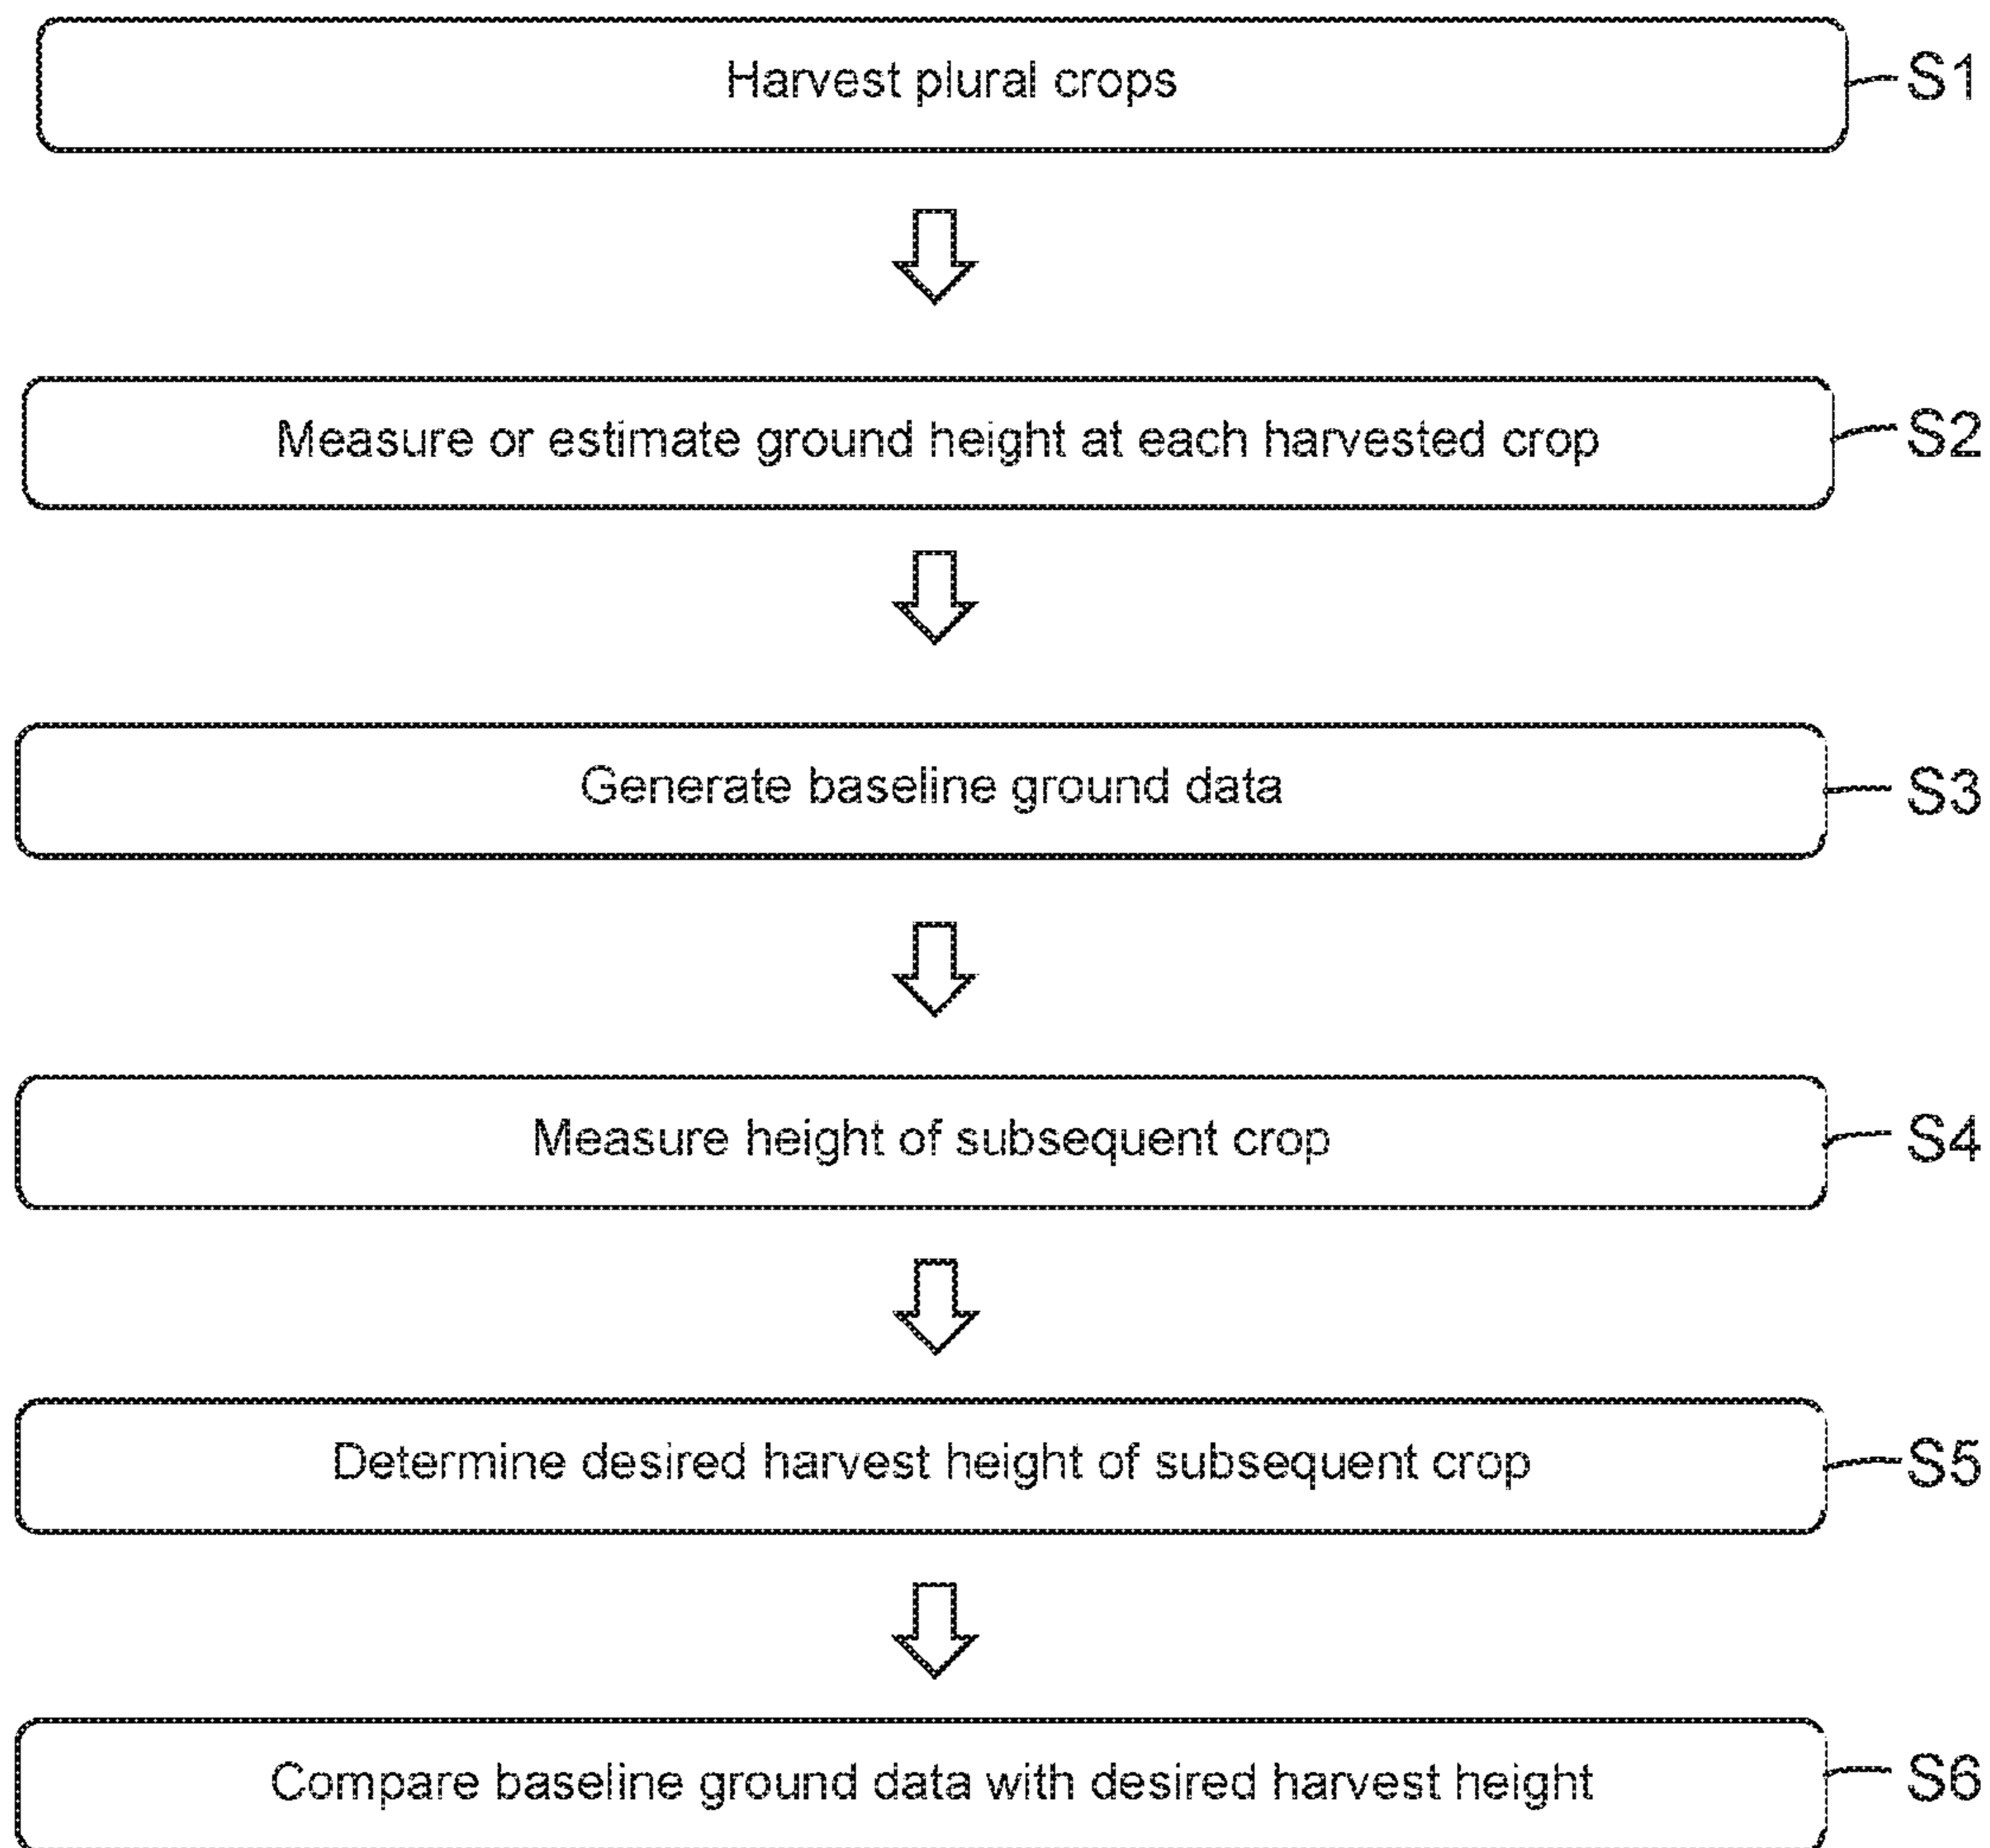 Harvest plural crops S1
Measure or estimate ground height at each harvested crop S2
Generate baseline ground data S3
Measure height of subsequent crop S4
Determine desired harvest height of subsequent crop S5
Compare baseline ground data with desired harvest height S6